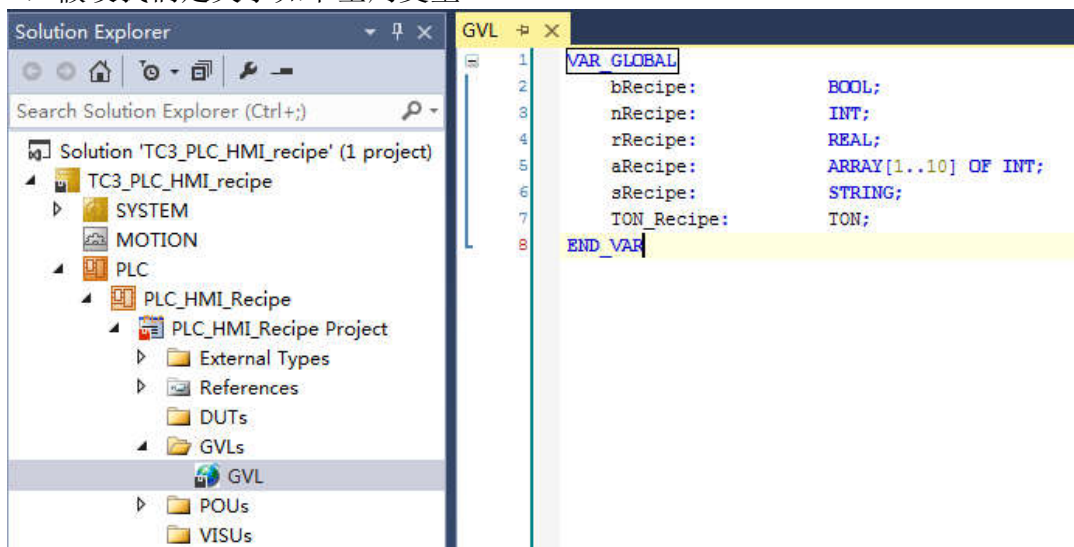 Solution Explorer
Search Solution Explorer (Ctrl+;)
Solution 'TC3_PLC_HMI_recipe' (1 project)
TC3_PLC_HMI_recipe
SYSTEM
MOTION
PLC
PLC_HMI_Recipe
PLC_HMI_Recipe Project
External Types
References
DUTs
GVLs
GVL
POUs
VISUs
GVL
1 VAR_GLOBAL
2 bRecipe: BOOL;
3 nRecipe: INT;
4 rRecipe: REAL;
5 aRecipe: ARRAY[1..10] OF INT;
6 sRecipe: STRING;
7 TON_Recipe: TON;
8 END_VAR